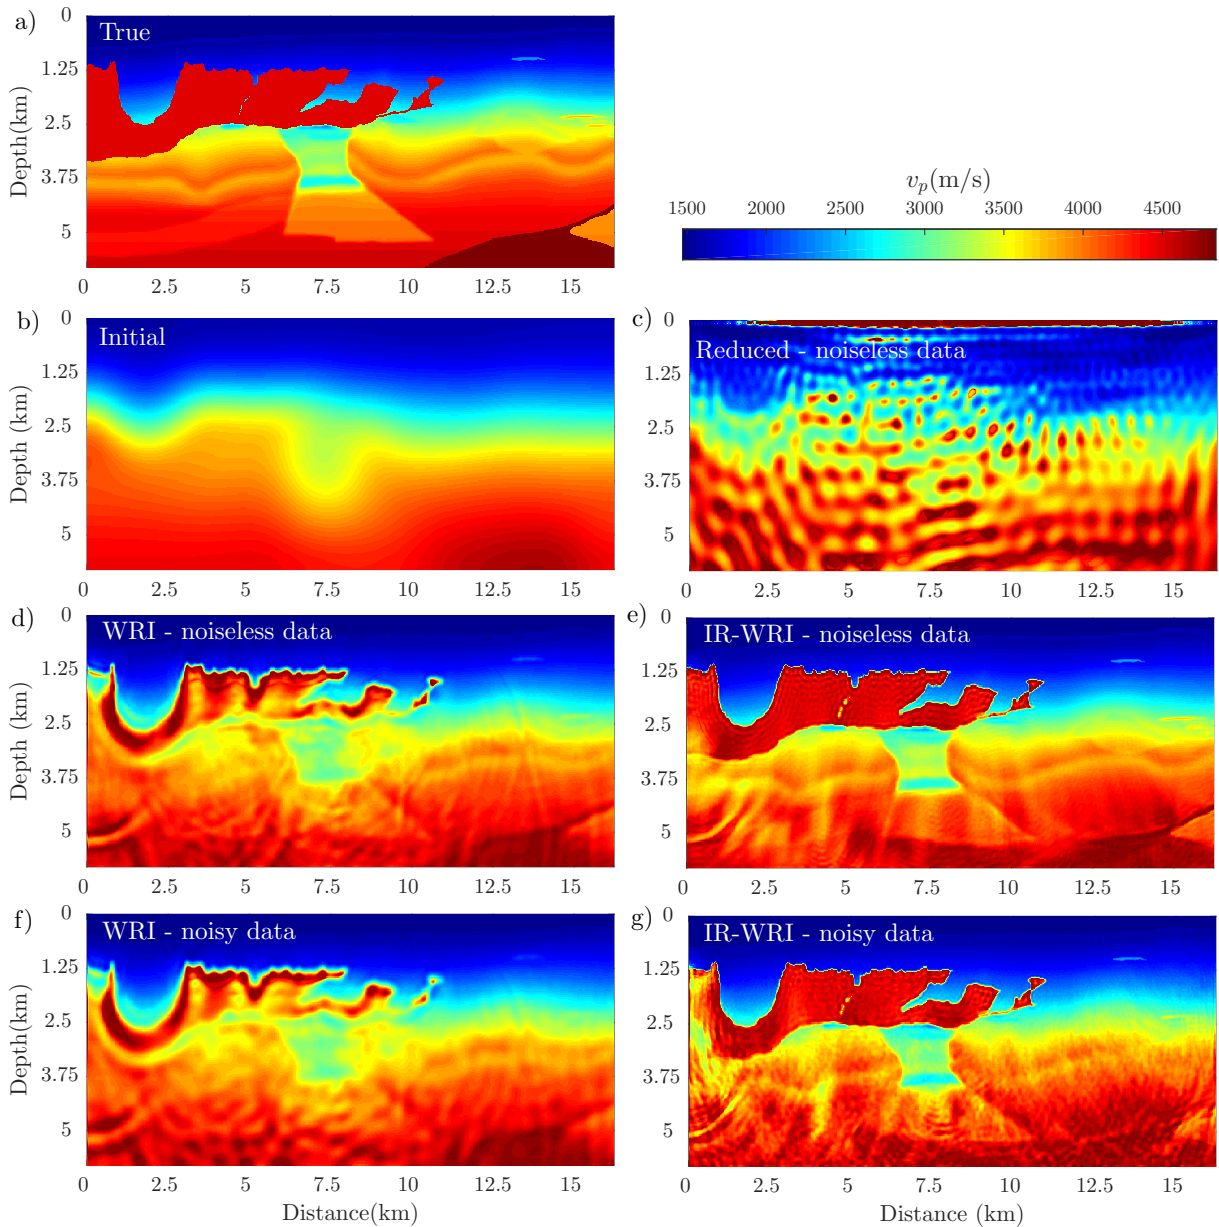 a)
True
0
1.25
2.5
3.75
5
Depth(km)
0 2.5 5 7.5 10 12.5 15
v_p(m/s)
1500 2000 2500 3000 3500 4000 4500
b)
Initial
0
1.25
2.5
3.75
5
Depth (km)
0 2.5 5 7.5 10 12.5 15
c)
Reduced - noiseless data
0
1.25
2.5
3.75
5
0 2.5 5 7.5 10 12.5 15
d)
WRI - noiseless data
0
1.25
2.5
3.75
5
Depth (km)
0 2.5 5 7.5 10 12.5 15
e)
IR-WRI - noiseless data
0
1.25
2.5
3.75
5
0 2.5 5 7.5 10 12.5 15
f)
WRI - noisy data
0
1.25
2.5
3.75
5
Depth(km)
0 2.5 5 7.5 10 12.5 15
Distance(km)
g)
IR-WRI - noisy data
0
1.25
2.5
3.75
5
0 2.5 5 7.5 10 12.5 15
Distance (km)